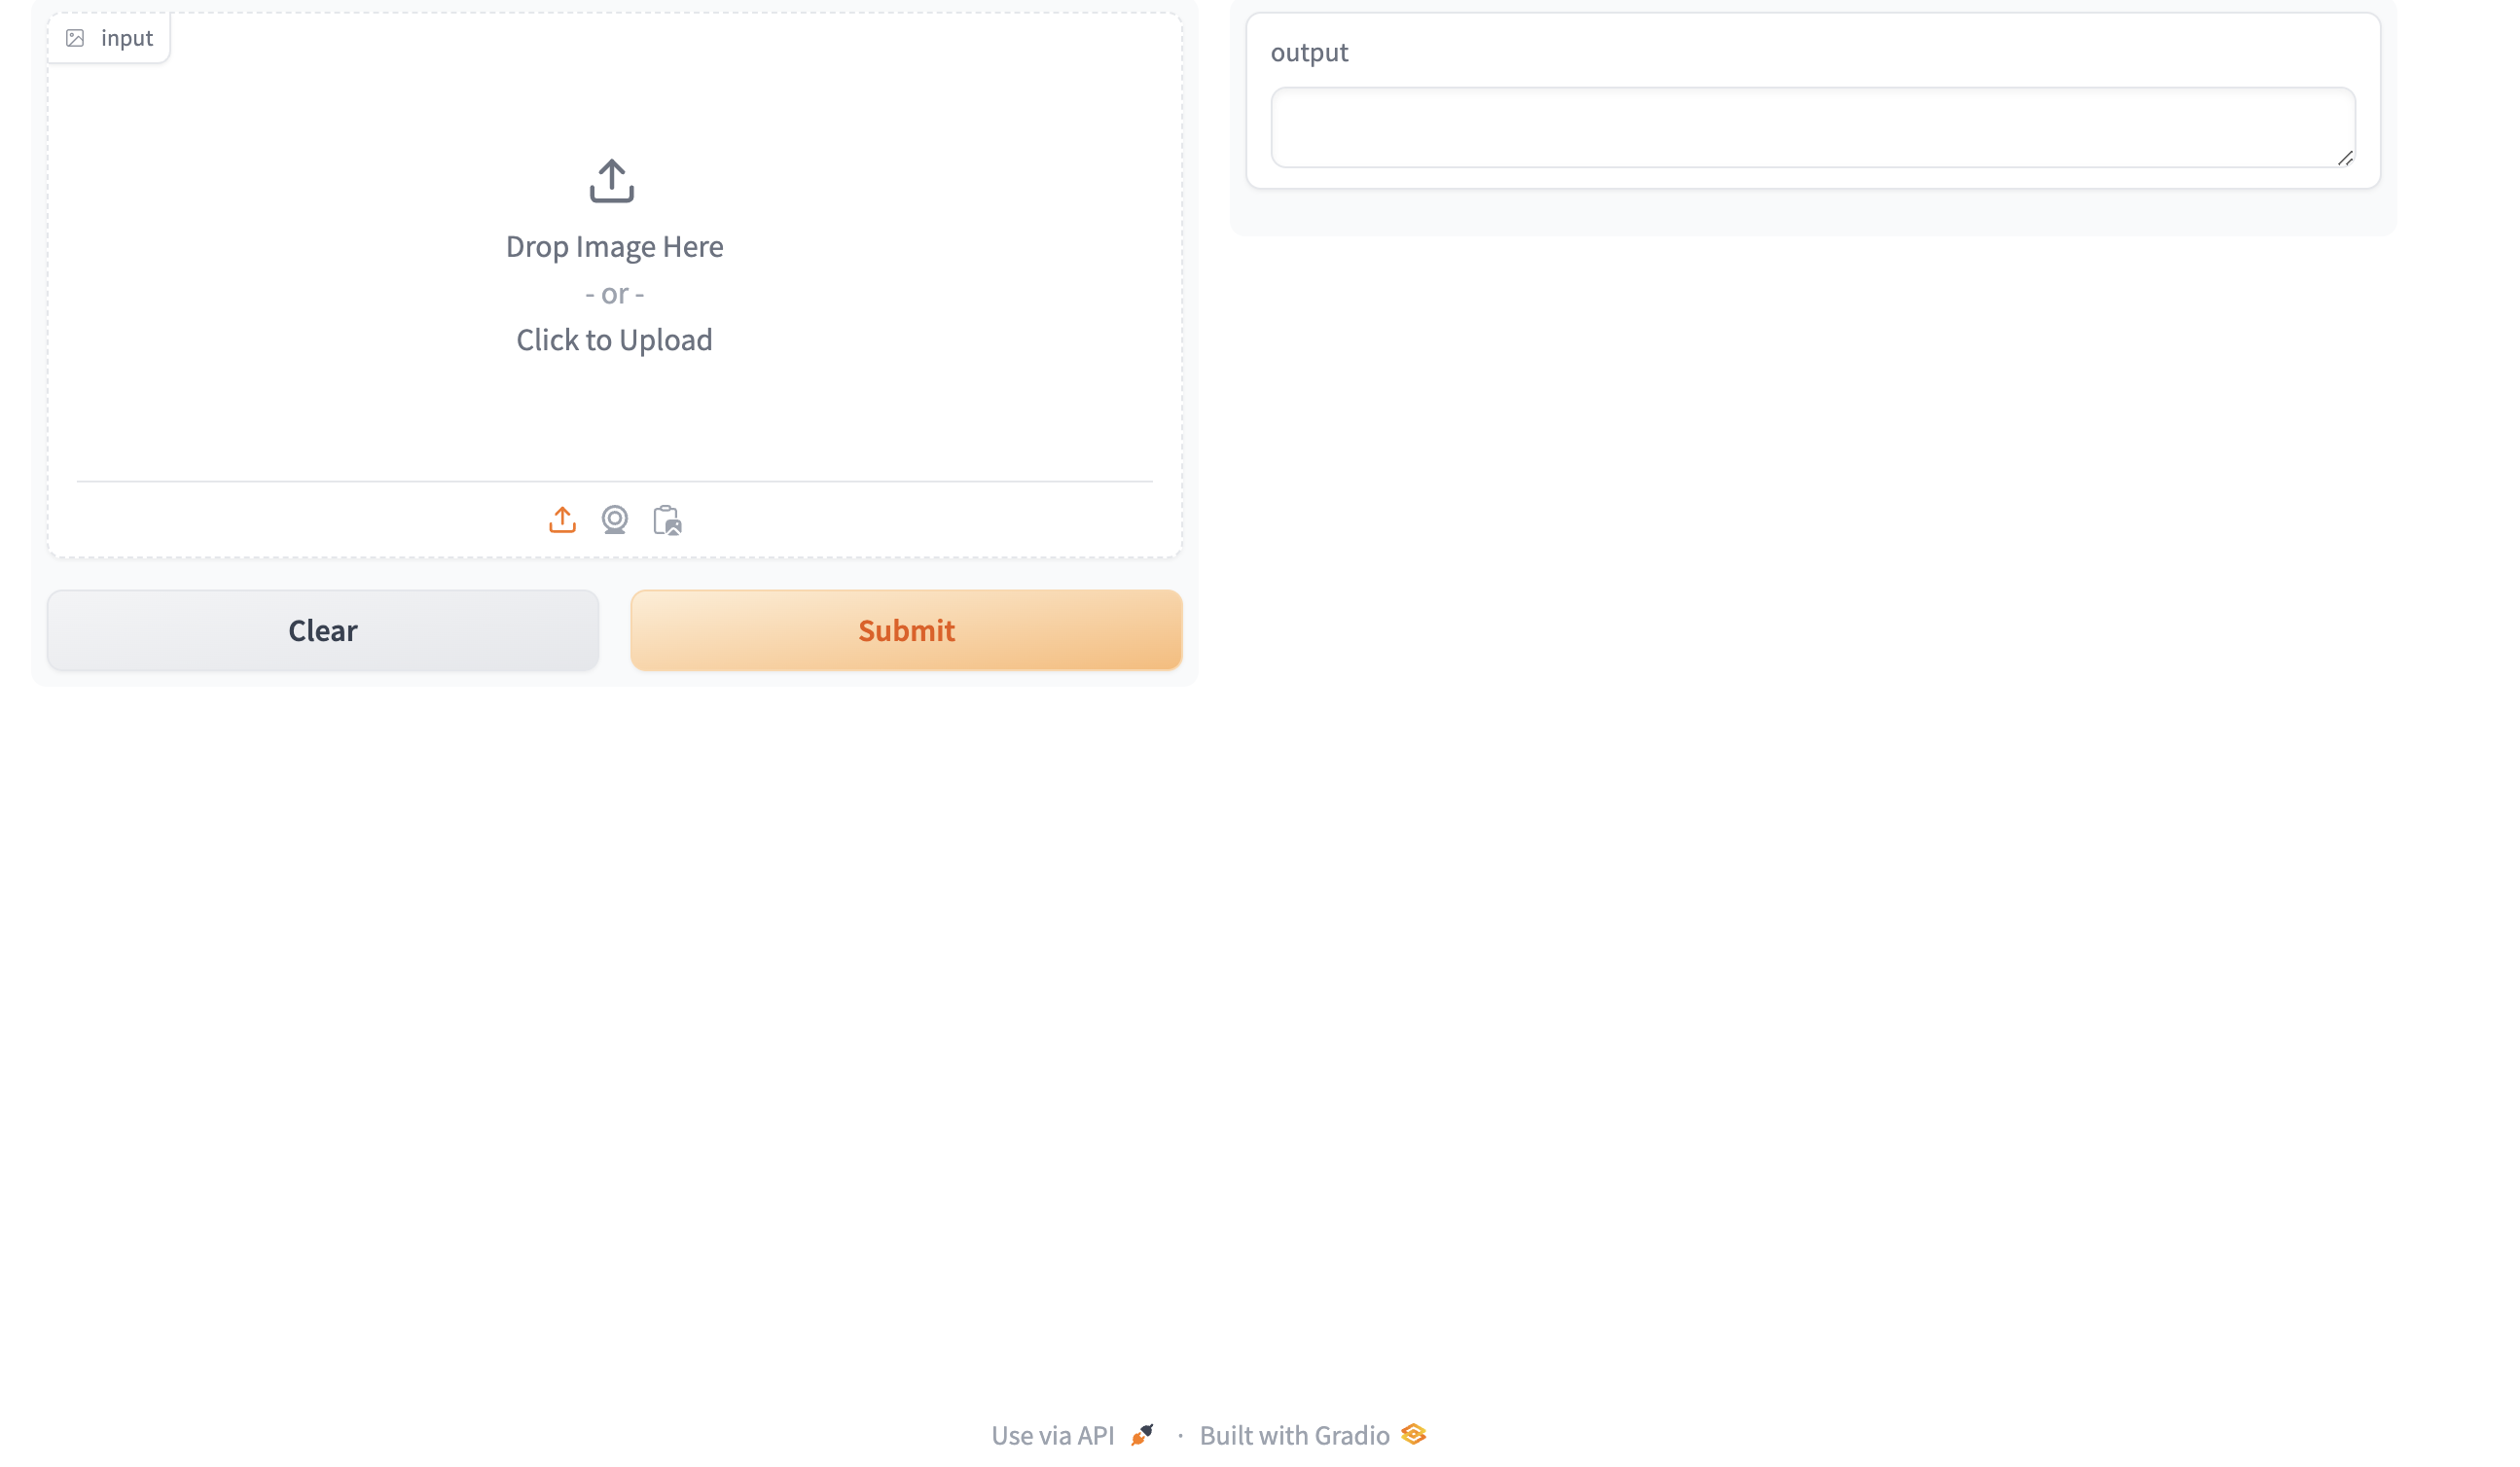 input
Drop Image Here
- or -
Click to Upload
Clear
Submit
output
Use via API · Built with Gradio